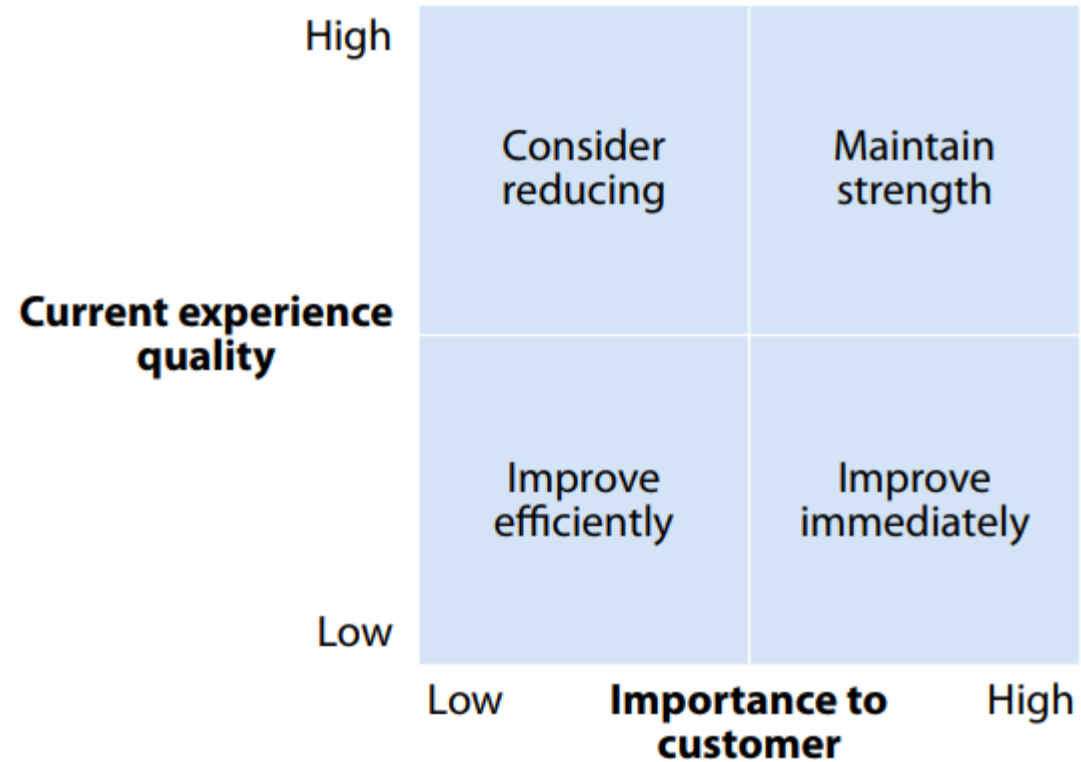 High
Consider
reducing
Maintain
strength
Current experience
quality
Improve
efficiently
Improve
immediately
Low
Low
Importance to
customer
High